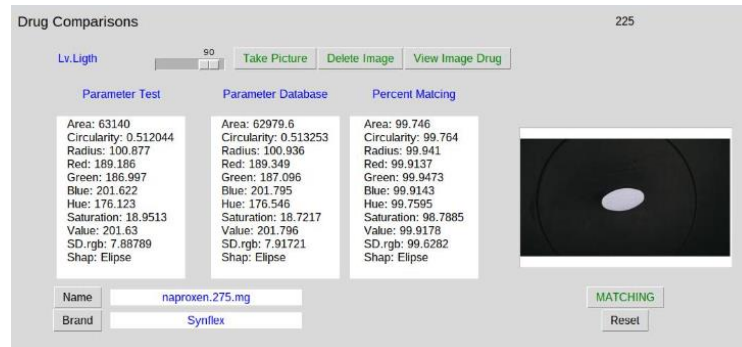 Drug Comparisons
225
Lv.Ligth
90
Take Picture
Delete Image
View Image Drug
Parameter Test
Area: 63140
Circularity: 0.512044
Radius: 100.877
Red: 189.186
Green: 186.997
Blue: 201.622
Hue: 176.123
Saturation: 18.9513
Value: 201.63
SD.rgb: 7.88789
Shap: Elipse
Parameter Database
Area: 62979.6
Circularity: 0.513253
Radius: 100.936
Red: 189.349
Green: 187.096
Blue: 201.795
Hue: 176.546
Saturation: 18.7217
Value: 201.796
SD.rgb: 7.91721
Shap: Elipse
Percent Matcing
Area: 99.746
Circularity: 99.764
Radius: 99.941
Red: 99.9137
Green: 99.9473
Blue: 99.9143
Hue: 99.7595
Saturation: 98.7885
Value: 99.9178
SD.rgb: 99.6282
Shap: Elipse
Name
naproxen.275.mg
Brand
Synflex
MATCHING
Reset